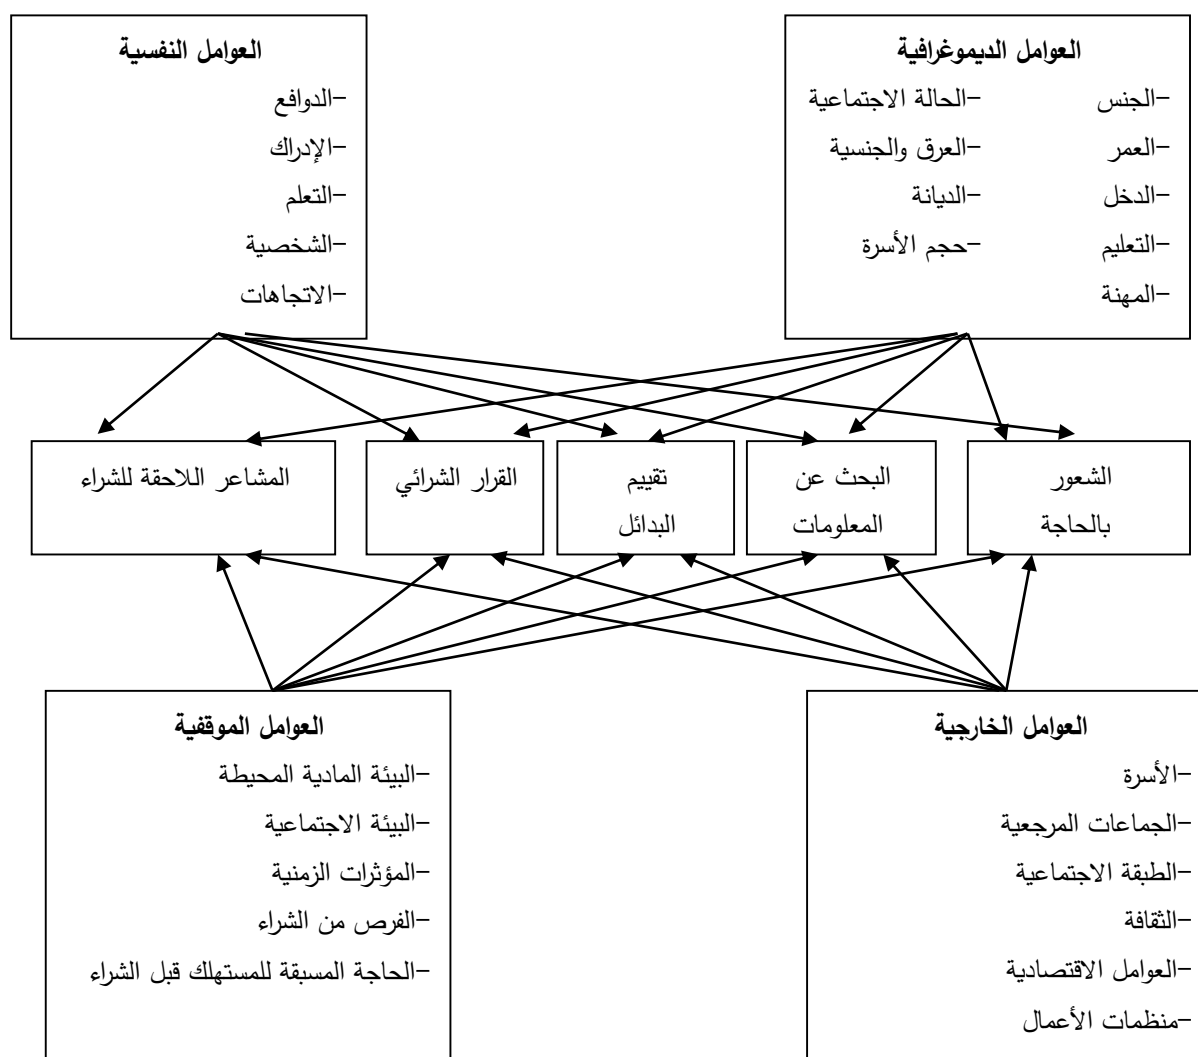 العوامل الديموغرافية
-الجنس
-العمر
-الدخل
-التعليم
-المهنة
-الحالة الاجتماعية
-العرق والجنسية
-الديانة
-حجم الأسرة
العوامل النفسية
-الدوافع
-الإدراك
-التعلم
-الشخصية
-الاتجاهات
الشعور
بالحاجة
البحث عن
المعلومات
تقييم
البدائل
القرار الشرائي
المشاعر اللاحقة للشراء
العوامل الخارجية
-الأسرة
-الجماعات المرجعية
-الطبقة الاجتماعية
-الثقافة
-العوامل الاقتصادية
-منظمات الأعمال
العوامل الموقفية
-البيئة المادية المحيطة
-البيئة الاجتماعية
-المؤثرات الزمنية
-الفرص من الشراء
-الحاجة المسبقة للمستهلك قبل الشراء